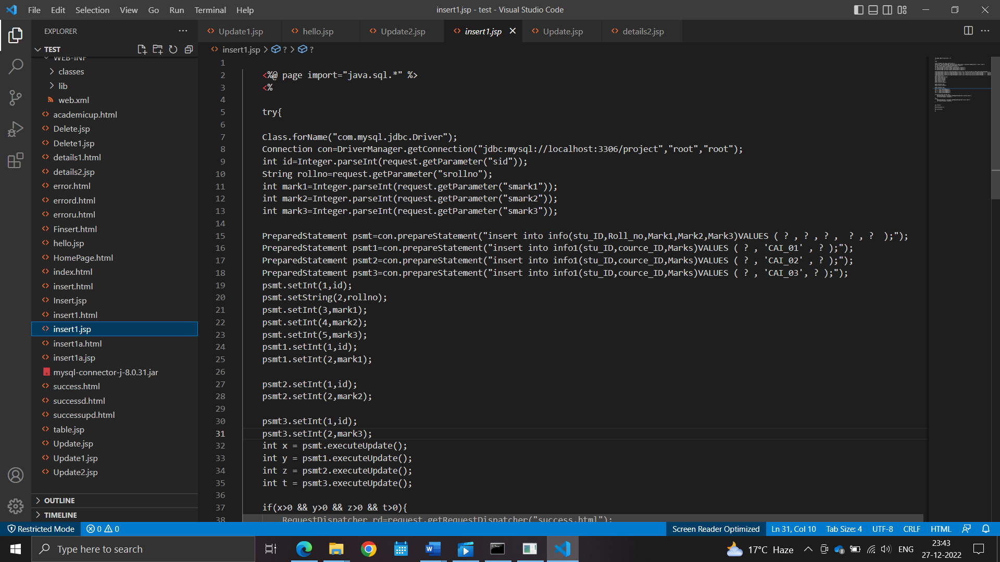 File Edit Selection View Go Run Terminal Help
insert1.jsp - test - Visual Studio Code
EXPLORER
Update1.jsp
hello.jsp
Update2.jsp
insert1.jsp
Update.jsp
details2.jsp
TEST
insert1.jsp > ? > ?
WEB-INF
classes
lib
web.xml
academicup.html
Delete.jsp
Delete1.jsp
details1.html
details2.jsp
error.html
errord.html
erroru.html
Finsert.html
hello.jsp
HomePage.html
index.html
insert.html
Insert.jsp
insert1.html
insert1.jsp
insert1a.html
insert1a.jsp
mysql-connector-j-8.0.31.jar
success.html
successd.html
successupd.html
table.jsp
Update.jsp
Update1.jsp
Update2.jsp
OUTLINE
TIMELINE
1
2 <%@ page import="java.sql.*" %>
3 <%
4
5 try{
6
7 Class.forName("com.mysql.jdbc.Driver");
8 Connection con=DriverManager.getConnection("jdbc:mysql://localhost:3306/project","root","root");
9 int id=Integer.parseInt(request.getParameter("sid"));
10 String rollno=request.getParameter("srollno");
11 int mark1=Integer.parseInt(request.getParameter("smark1"));
12 int mark2=Integer.parseInt(request.getParameter("smark2"));
13 int mark3=Integer.parseInt(request.getParameter("smark3"));
14
15 PreparedStatement psmt=con.prepareStatement("insert into info(stu_ID,Roll_no,Mark1,Mark2,Mark3)VALUES ( ? , ? , ? ,  ? , ?  );");
16 PreparedStatement psmt1=con.prepareStatement("insert into info1(stu_ID,cource_ID,Marks)VALUES ( ? , 'CAI_01' , ? );");
17 PreparedStatement psmt2=con.prepareStatement("insert into info1(stu_ID,cource_ID,Marks)VALUES ( ? , 'CAI_02' , ? );");
18 PreparedStatement psmt3=con.prepareStatement("insert into info1(stu_ID,cource_ID,Marks)VALUES ( ? , 'CAI_03', ? );");
19 psmt.setInt(1,id);
20 psmt.setString(2,rollno);
21 psmt.setInt(3,mark1);
22 psmt.setInt(4,mark2);
23 psmt.setInt(5,mark3);
24 psmt1.setInt(1,id);
25 psmt1.setInt(2,mark1);
26
27 psmt2.setInt(1,id);
28 psmt2.setInt(2,mark2);
29
30 psmt3.setInt(1,id);
31 psmt3.setInt(2,mark3);
32 int x = psmt.executeUpdate();
33 int y = psmt1.executeUpdate();
34 int z = psmt2.executeUpdate();
35 int t = psmt3.executeUpdate();
36
37 if(x>0 && y>0 && z>0 && t>0){
38 RequestDispatcher rd=request.getRequestDispatcher("success.html");
Restricted Mode 0 0 Screen Reader Optimized Ln 31, Col 10 Tab Size: 4 UTF-8 CRLF HTML
Type here to search
17°C Haze
ENG
23:43
27-12-2022